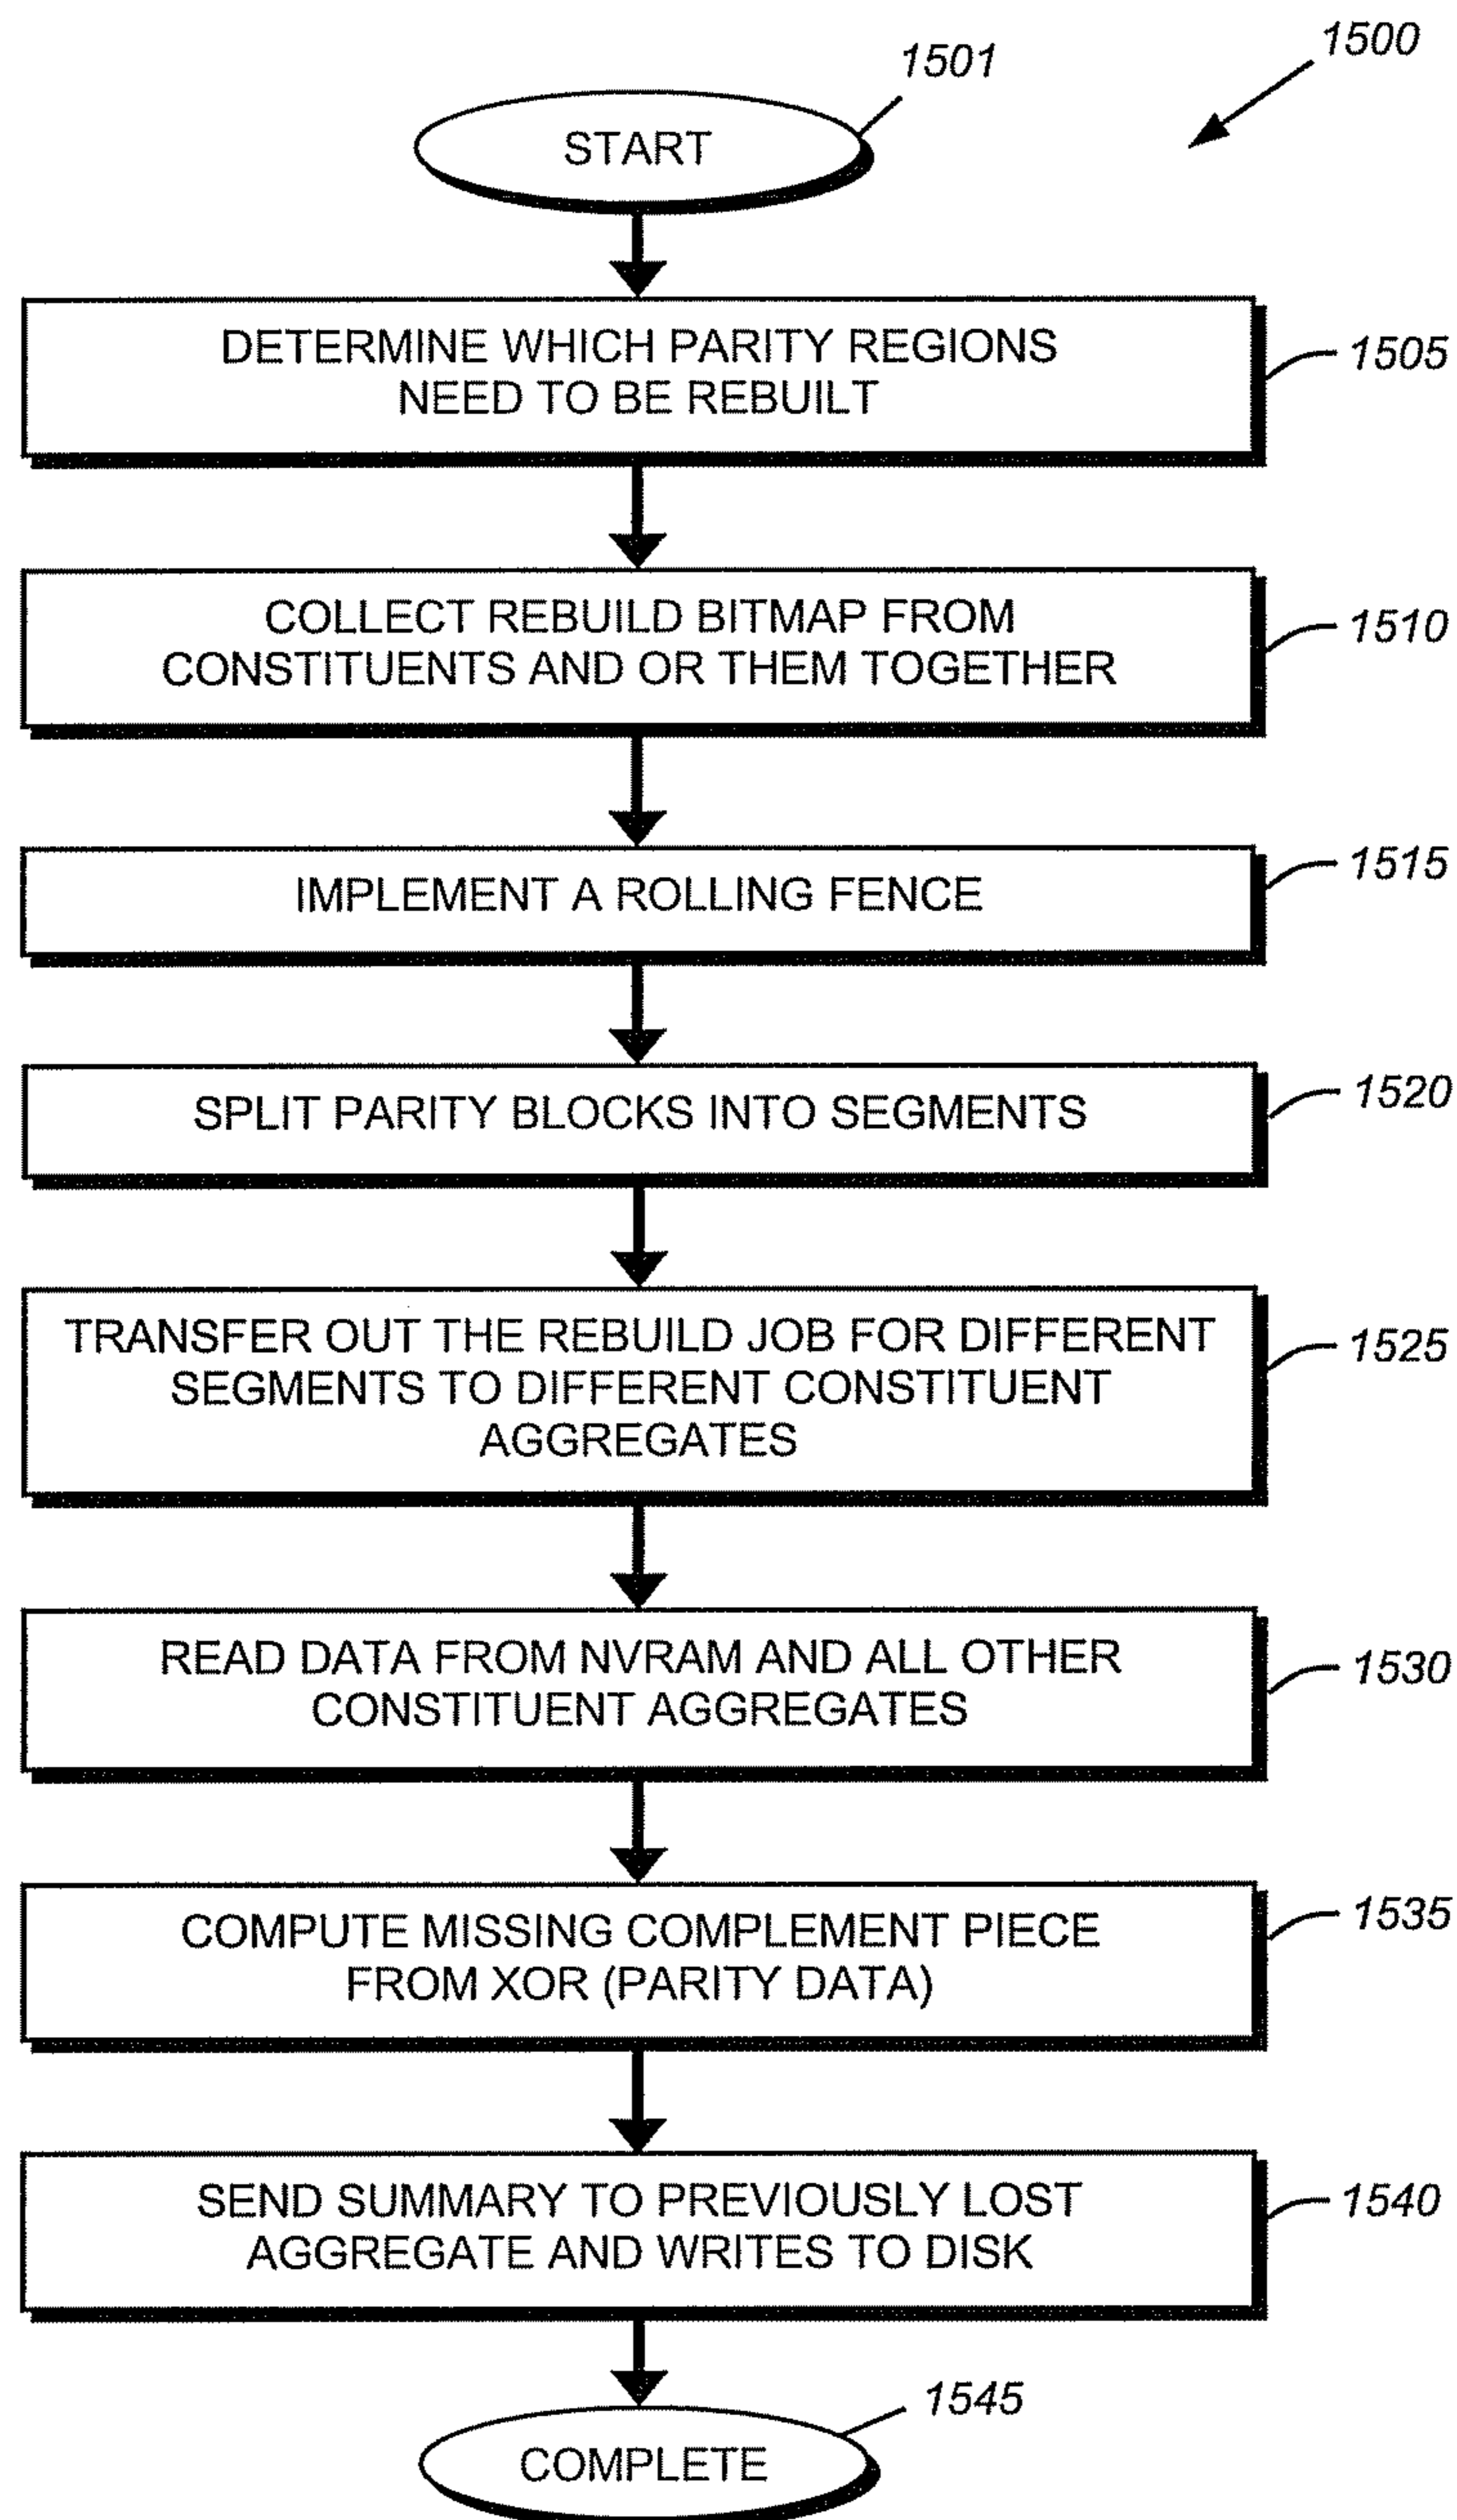 1500
1501
START
DETERMINE WHICH PARITY REGIONS
NEED TO BE REBUILT
1505
COLLECT REBUILD BITMAP FROM
CONSTITUENTS AND OR THEM TOGETHER
1510
IMPLEMENT A ROLLING FENCE
1515
SPLIT PARITY BLOCKS INTO SEGMENTS
1520
TRANSFER OUT THE REBUILD JOB FOR DIFFERENT
SEGMENTS TO DIFFERENT CONSTITUENT
AGGREGATES
1525
READ DATA FROM NVRAM AND ALL OTHER
CONSTITUENT AGGREGATES
1530
COMPUTE MISSING COMPLEMENT PIECE
FROM XOR (PARITY DATA)
1535
SEND SUMMARY TO PREVIOUSLY LOST
AGGREGATE AND WRITES TO DISK
1540
1545
COMPLETE